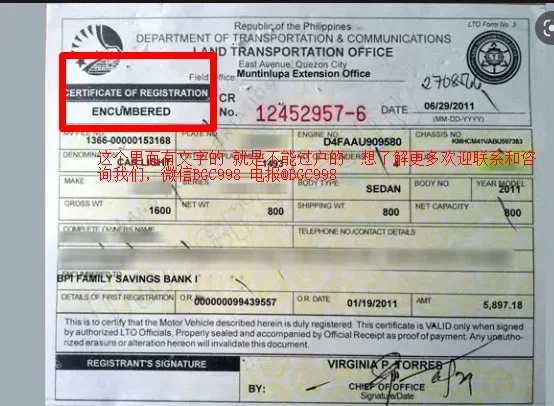 Republic of the Philippines
LTO Form No. 3
DEPARTMENT OF TRANSPORTATION & COMMUNICATIONS
LAND TRANSPORTATION OFFICE
East Avenue, Quezon City
Field Office: Muntinlupa Extension Office
CERTIFICATE OF REGISTRATION
ENCUMBERED
CR
No. 12452957-6
DATE 06/29/2011
(MM-DD-YYYY)
MV FILE NO. PLATE NO. ENGINE NO. CHASSIS NO.
1366-00000153168 D4FAAU909580 KMHCM41VABU597383
这个里面有文字的 就是不能过户的 想了解更多欢迎联系和咨
询我们, 微信BGC998 电报@BGC998
MAKE SERIES BODY TYPE BODY NO. YEAR MODEL
SEDAN 2011
GROSS WT. NET WT. SHIPPING WT. NET CAPACITY
1600 800 800 800
COMPLETE OWNER'S NAME TELEPHONE NO./CONTACT DETAILS
ENCUMBERED TO
BPI FAMILY SAVINGS BANK I
DETAILS OF FIRST REGISTRATION O.R. NO. 000000099439557 O.R. DATE 01/19/2011 AMT 5,897.18
This is to certify that the Motor Vehicle described herein is duly registered. This certificate is VALID only when signed
by authorized LTO Officials, Properly sealed and accompanied by Official Receipt as proof of payment. Any unautho-
rized erasure or alteration hereon will invalidate this document.
REGISTRANT'S SIGNATURE
VIRGINIA P. TORRES
BY:
CHIEF OF OFFICE
Signature/Date